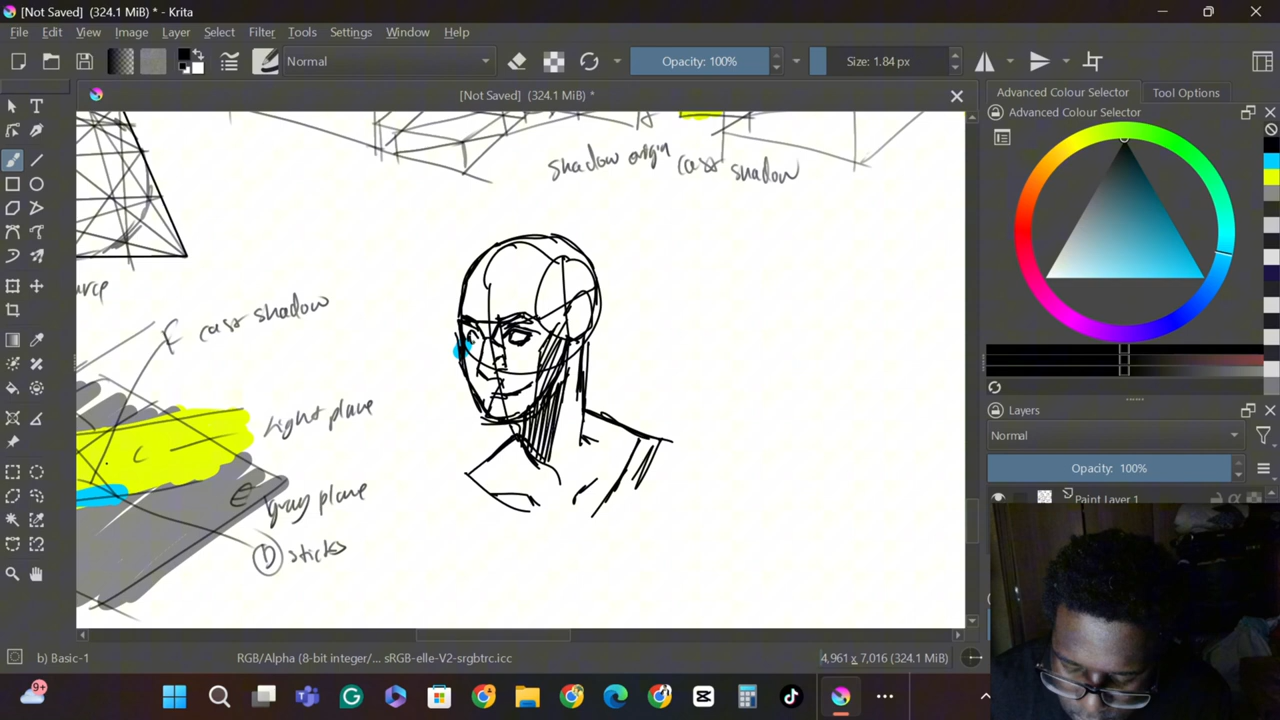 [Not Saved] (324.1 MiB) * - Krita
File Edit View Image Layer Select Filter Tools Settings Window Help
Normal
Opacity: 100%
Size: 1.84 px
[Not Saved] (324.1 MiB) *
Advanced Colour Selector
Tool Options
Advanced Colour Selector
shadow origin
cast shadow
F cast shadow
Light plane
C
E
gray plane
D sticks
Layers
Normal
Opacity: 100%
Paint Layer 1
b) Basic-1
RGB/Alpha (8-bit integer/... sRGB-elle-V2-srgbtrc.icc
4,961 x 7,016 (324.1 MiB)
9+